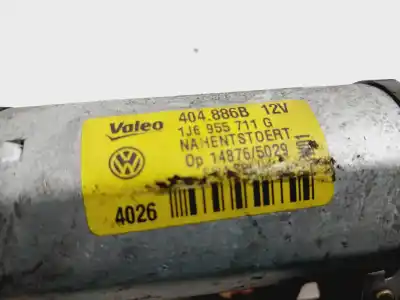 Valeo 404.886B 12V
1J6 955 711 G
NAHENTSTOERT
Op 14876/5029
4026